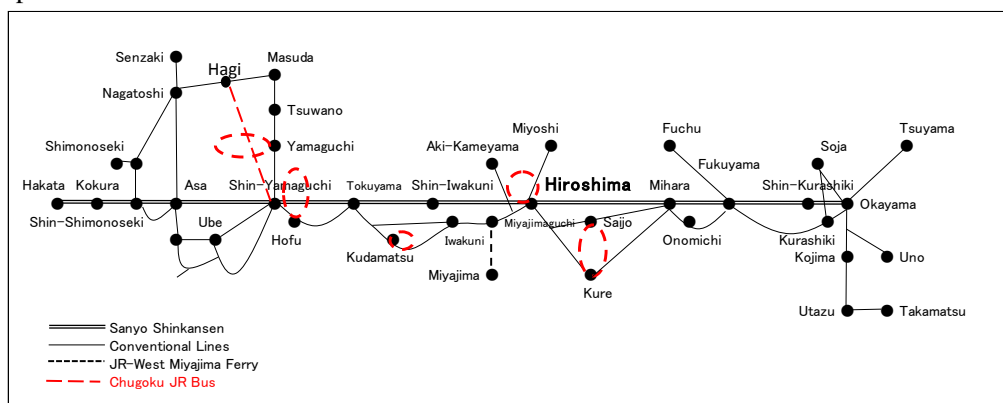 Senzaki
Hagi
Masuda
Nagatoshi
Tsuwano
Shimonoseki
Yamaguchi
Aki-Kameyama
Miyoshi
Fuchu
Soja
Tsuyama
Hakata
Kokura
Asa
Shin-Yamaguchi
Tokuyama
Shin-Iwakuni
Hiroshima
Mihara
Fukuyama
Shin-Kurashiki
Okayama
Shin-Shimonoseki
Ube
Hofu
Kudamatsu
Iwakuni
Miyajimaguchi
Saijo
Onomichi
Kurashiki
Miyajima
Kure
Kojima
Uno
Utazu
Takamatsu
Sanyo Shinkansen
Conventional Lines
JR-West Miyajima Ferry
Chugoku JR Bus